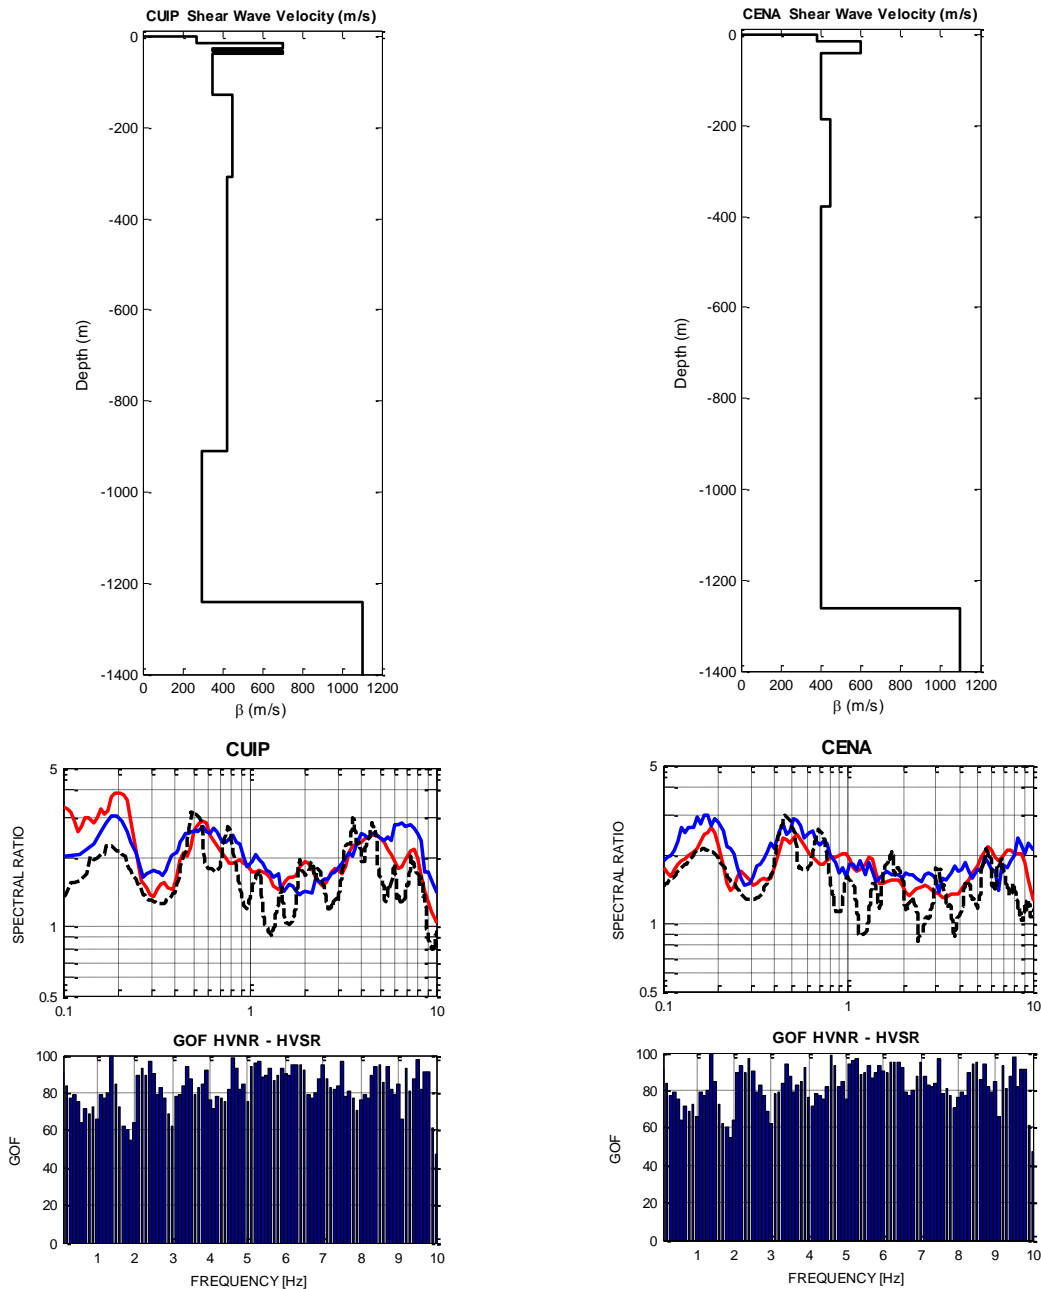 CUIP Shear Wave Velocity (m/s)
0
-200
-400
-600
-800
-1000
-1200
-1400
Depth (m)
0 200 400 600 800 1000 1200
β (m/s)
CENA Shear Wave Velocity (m/s)
0
-200
-400
-600
-800
-1000
-1200
-1400
Depth (m)
0 200 400 600 800 1000 1200
β (m/s)
CUIP
5
1
0.5
SPECTRAL RATIO
0.1 1 10
CENA
5
1
0.5
SPECTRAL RATIO
0.1 1 10
GOF HVNR - HVSR
100
80
60
40
20
0
GOF
1 2 3 4 5 6 7 8 9 10
FREQUENCY [Hz]
GOF HVNR - HVSR
100
80
60
40
20
0
GOF
1 2 3 4 5 6 7 8 9 10
FREQUENCY [Hz]